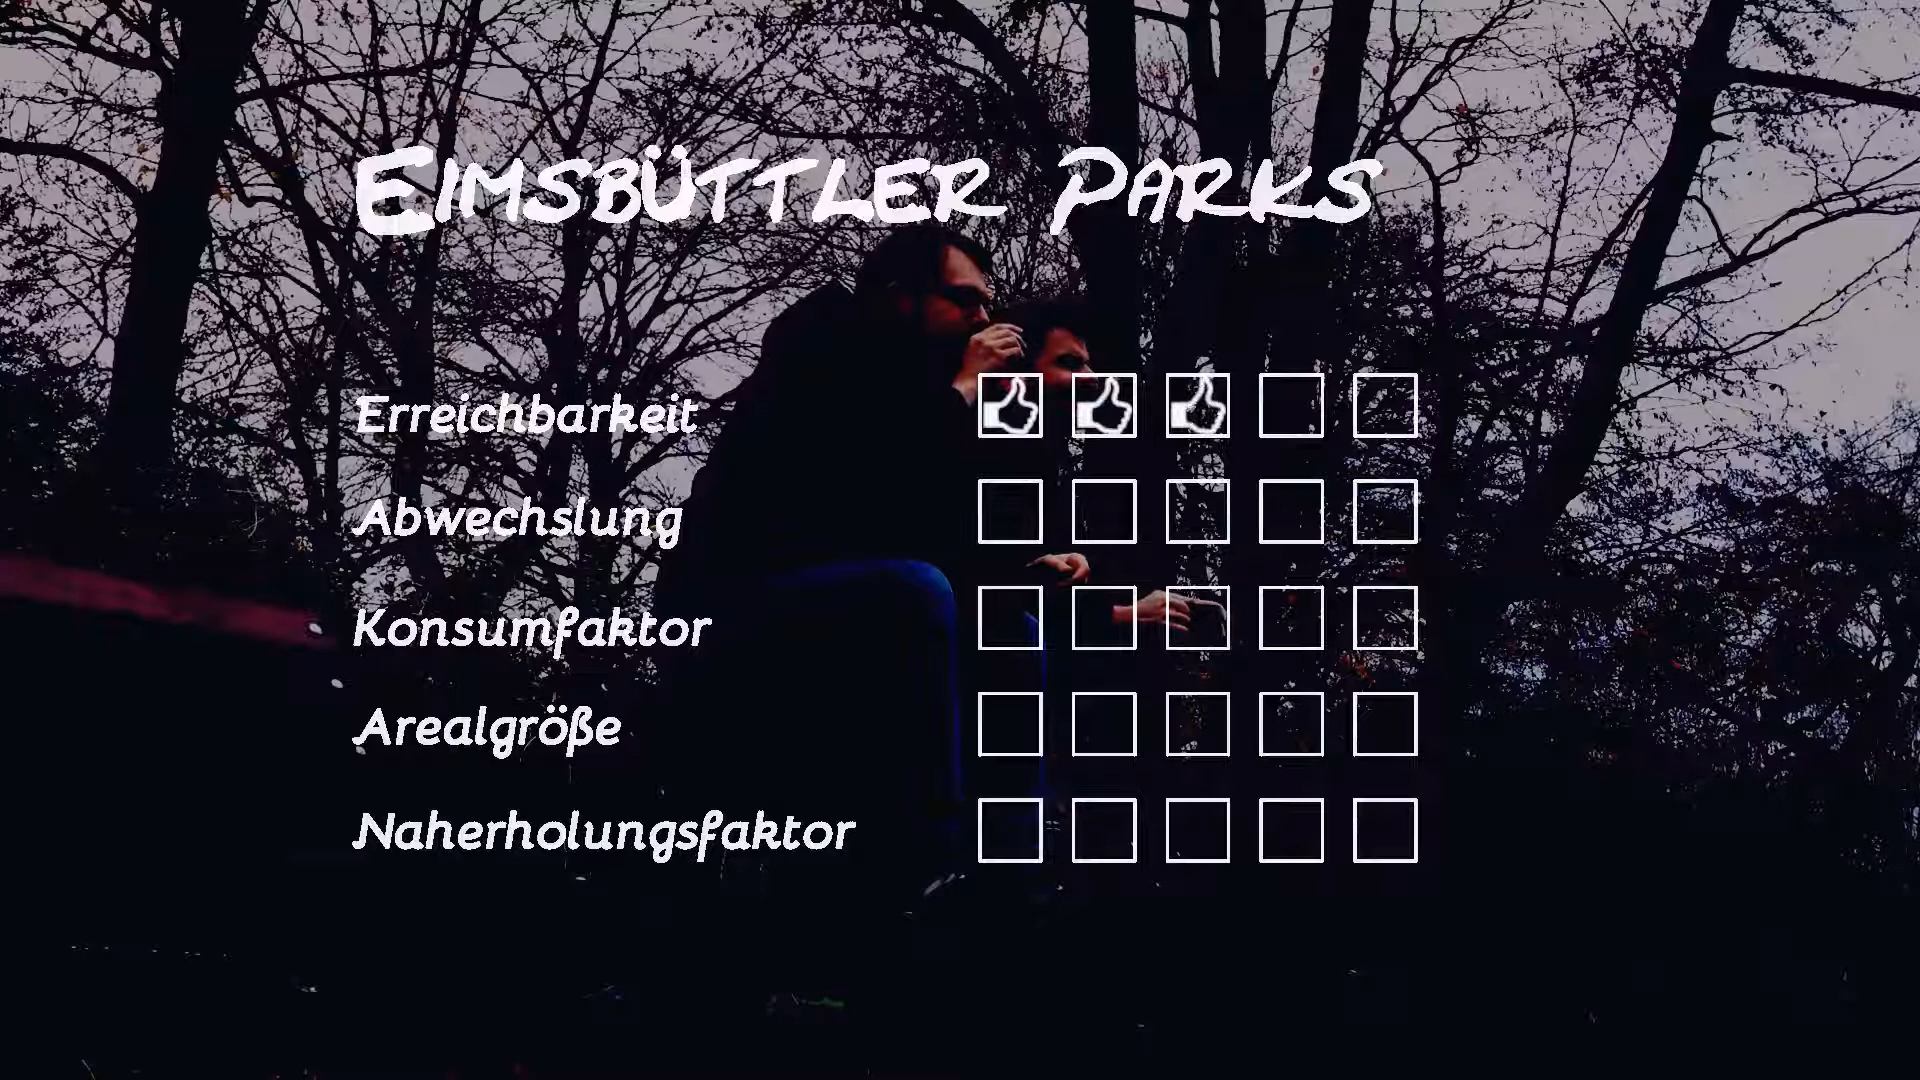 Eimsbüttler Parks
Erreichbarkeit
Abwechslung
Konsumfaktor
Arealgröße
Naherholungsfaktor